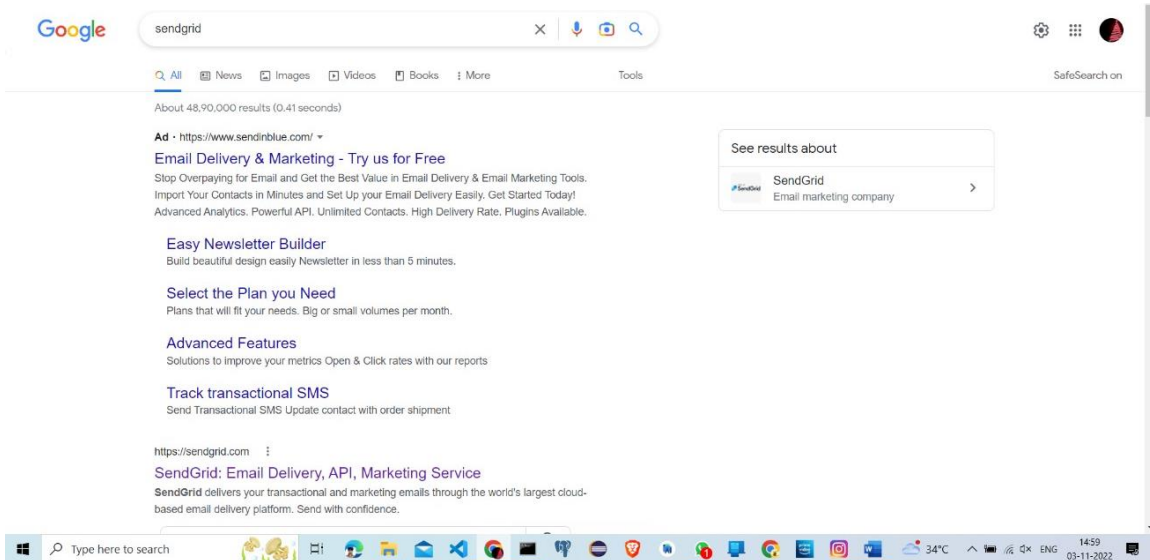 Google
sendgrid
All News Images Videos Books More Tools SafeSearch on
About 48,90,000 results (0.41 seconds)
Ad · https://www.sendinblue.com/
Email Delivery & Marketing - Try us for Free
Stop Overpaying for Email and Get the Best Value in Email Delivery & Email Marketing Tools.
Import Your Contacts in Minutes and Set Up your Email Delivery Easily. Get Started Today!
Advanced Analytics. Powerful API. Unlimited Contacts. High Delivery Rate. Plugins Available.
Easy Newsletter Builder
Build beautiful design easily Newsletter in less than 5 minutes.
Select the Plan you Need
Plans that will fit your needs. Big or small volumes per month.
Advanced Features
Solutions to improve your metrics Open & Click rates with our reports
Track transactional SMS
Send Transactional SMS Update contact with order shipment
https://sendgrid.com
SendGrid: Email Delivery, API, Marketing Service
SendGrid delivers your transactional and marketing emails through the world's largest cloud-
based email delivery platform. Send with confidence.
See results about
SendGrid
SendGrid
Email marketing company
Type here to search
34°C ENG 14:59
03-11-2022